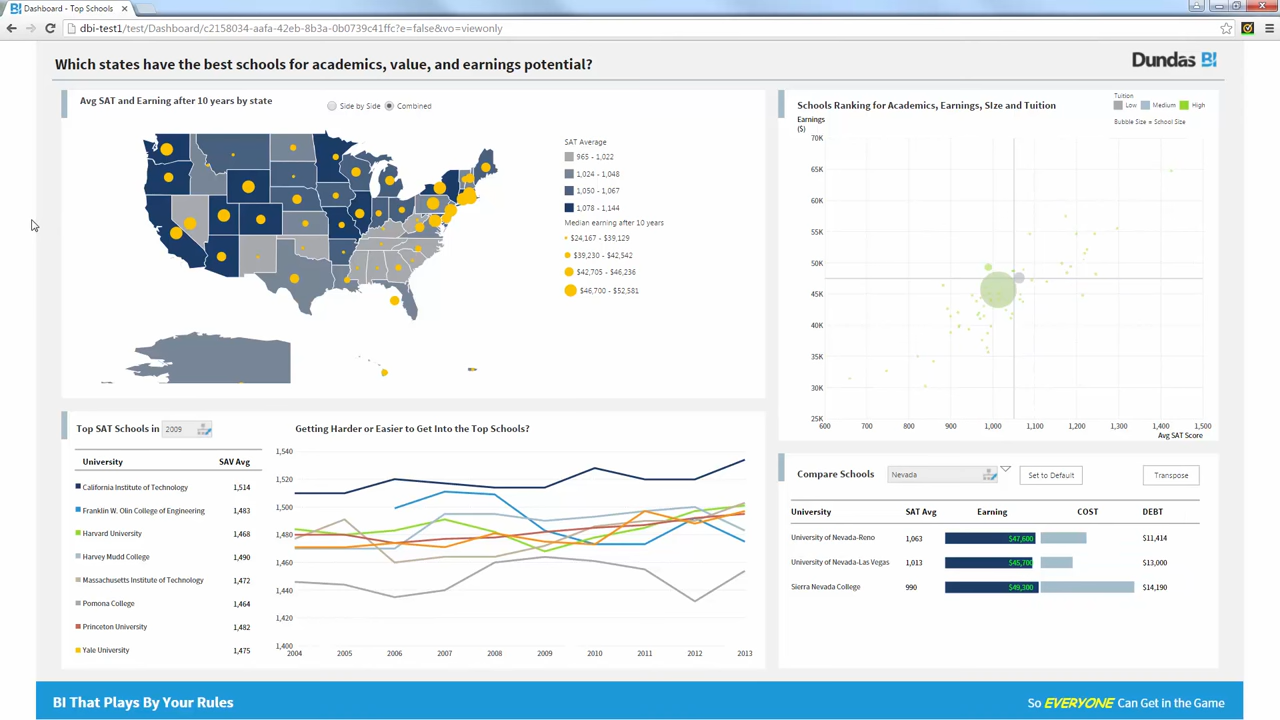 Dashboard - Top Schools
dbi-test1/test/Dashboard/c2158034-aafa-42eb-8b3a-0b0739c41ffc?e=false&vo=viewonly
Which states have the best schools for academics, value, and earnings potential?
Dundas BI
Avg SAT and Earning after 10 years by state
Side by Side
Combined
SAT Average
965 - 1,022
1,024 - 1,048
1,050 - 1,067
1,078 - 1,144
Median earning after 10 years
$24,167 - $39,129
$39,230 - $42,542
$42,705 - $46,236
$46,700 - $52,581
Schools Ranking for Academics, Earnings, SIze and Tuition
Tuition
Low Medium High
Bubble Size = School Size
Earnings
($)
70K
65K
60K
55K
50K
45K
40K
35K
30K
25K
600 700 800 900 1,000 1,100 1,200 1,300 1,400 1,500
Avg SAT Score
Top SAT Schools in 2009
University SAV Avg
California Institute of Technology 1,514
Franklin W. Olin College of Engineering 1,483
Harvard University 1,468
Harvey Mudd College 1,490
Massachusetts Institute of Technology 1,472
Pomona College 1,464
Princeton University 1,482
Yale University 1,475
Getting Harder or Easier to Get Into the Top Schools?
1,540
1,520
1,500
1,480
1,460
1,440
1,420
1,400
2004 2005 2006 2007 2008 2009 2010 2011 2012 2013
Compare Schools Nevada Set to Default Transpose
University SAT Avg Earning COST DEBT
University of Nevada-Reno 1,063 $47,600 $11,414
University of Nevada-Las Vegas 1,013 $45,700 $13,000
Sierra Nevada College 990 $49,300 $14,190
BI That Plays By Your Rules
So EVERYONE Can Get in the Game